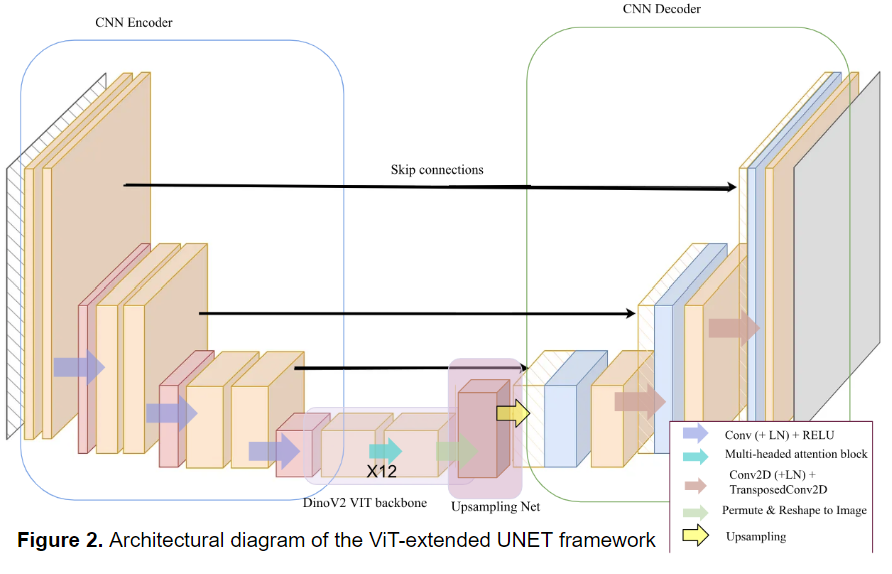 CNN Encoder
CNN Decoder
Skip connections
X12
DinoV2 VIT backbone
Upsampling Net
Conv (+ LN) + RELU
Multi-headed attention block
Conv2D (+LN) +
TransposedConv2D
Permute & Reshape to Image
Upsampling
Figure 2. Architectural diagram of the ViT-extended UNET framework